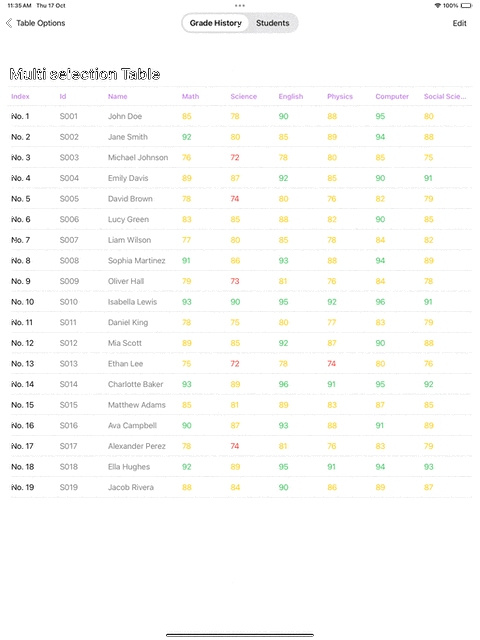 11:35 AM Thu 17 Oct 100%
Table Options Grade History Students Edit
Multi selection Table
Index Id Name Math Science English Physics Computer Social Scie...
No. 1 S001 John Doe 85 78 90 88 95 80
No. 2 S002 Jane Smith 92 80 85 89 94 88
No. 3 S003 Michael Johnson 76 72 78 80 85 75
No. 4 S004 Emily Davis 89 87 92 85 90 91
No. 5 S005 David Brown 78 74 80 76 82 79
No. 6 S006 Lucy Green 83 85 88 82 90 85
No. 7 S007 Liam Wilson 77 80 85 78 84 82
No. 8 S008 Sophia Martinez 91 86 93 88 94 89
No. 9 S009 Oliver Hall 79 73 81 76 84 78
No. 10 S010 Isabella Lewis 93 90 95 92 96 91
No. 11 S011 Daniel King 78 75 80 77 83 79
No. 12 S012 Mia Scott 89 85 92 87 90 88
No. 13 S013 Ethan Lee 75 72 78 74 80 76
No. 14 S014 Charlotte Baker 93 89 96 91 95 92
No. 15 S015 Matthew Adams 85 81 89 83 87 85
No. 16 S016 Ava Campbell 90 87 93 88 91 89
No. 17 S017 Alexander Perez 78 74 81 76 83 79
No. 18 S018 Ella Hughes 92 89 95 91 94 93
No. 19 S019 Jacob Rivera 88 84 90 86 89 87